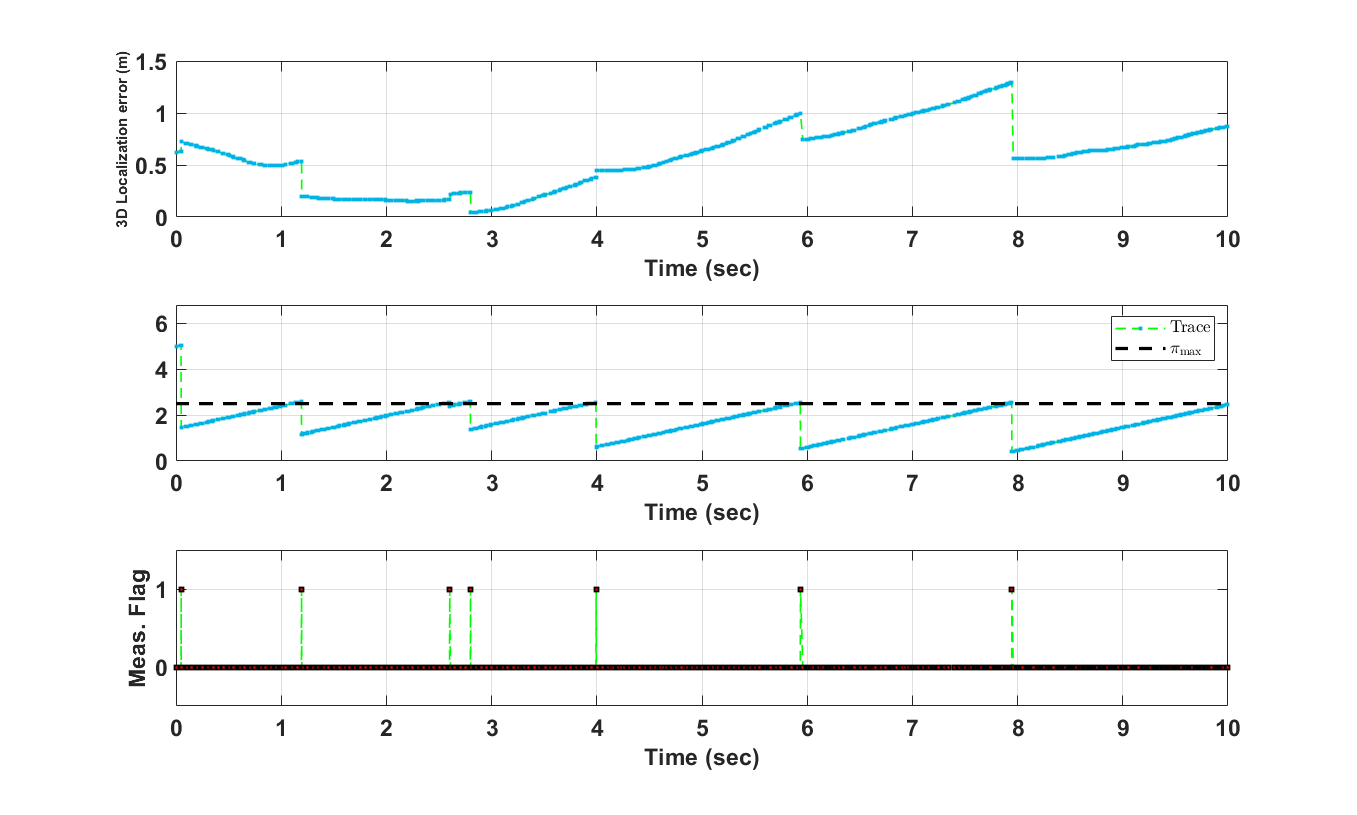 3D Localization error (m)
1.5
1
0.5
0
0 1 2 3 4 5 6 7 8 9 10
Time (sec)
6
4
2
0
Trace
π_max
0 1 2 3 4 5 6 7 8 9 10
Time (sec)
Meas. Flag
1
0
0 1 2 3 4 5 6 7 8 9 10
Time (sec)